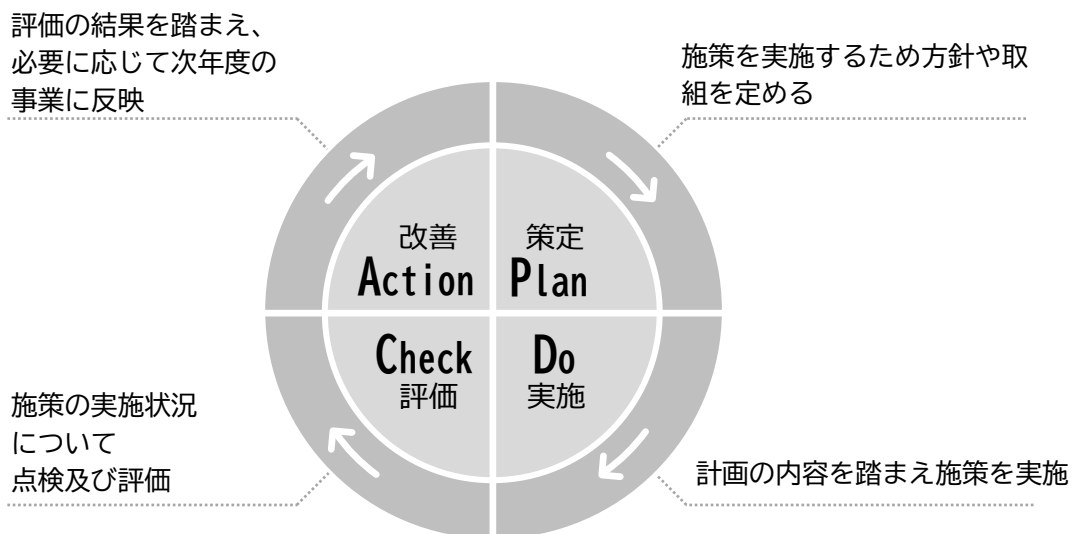 評価の結果を踏まえ、
必要に応じて次年度の
事業に反映
施策を実施するため方針や取
組を定める
改善
Action
策定
Plan
Check
評価
Do
実施
施策の実施状況
について
点検及び評価
計画の内容を踏まえ施策を実施